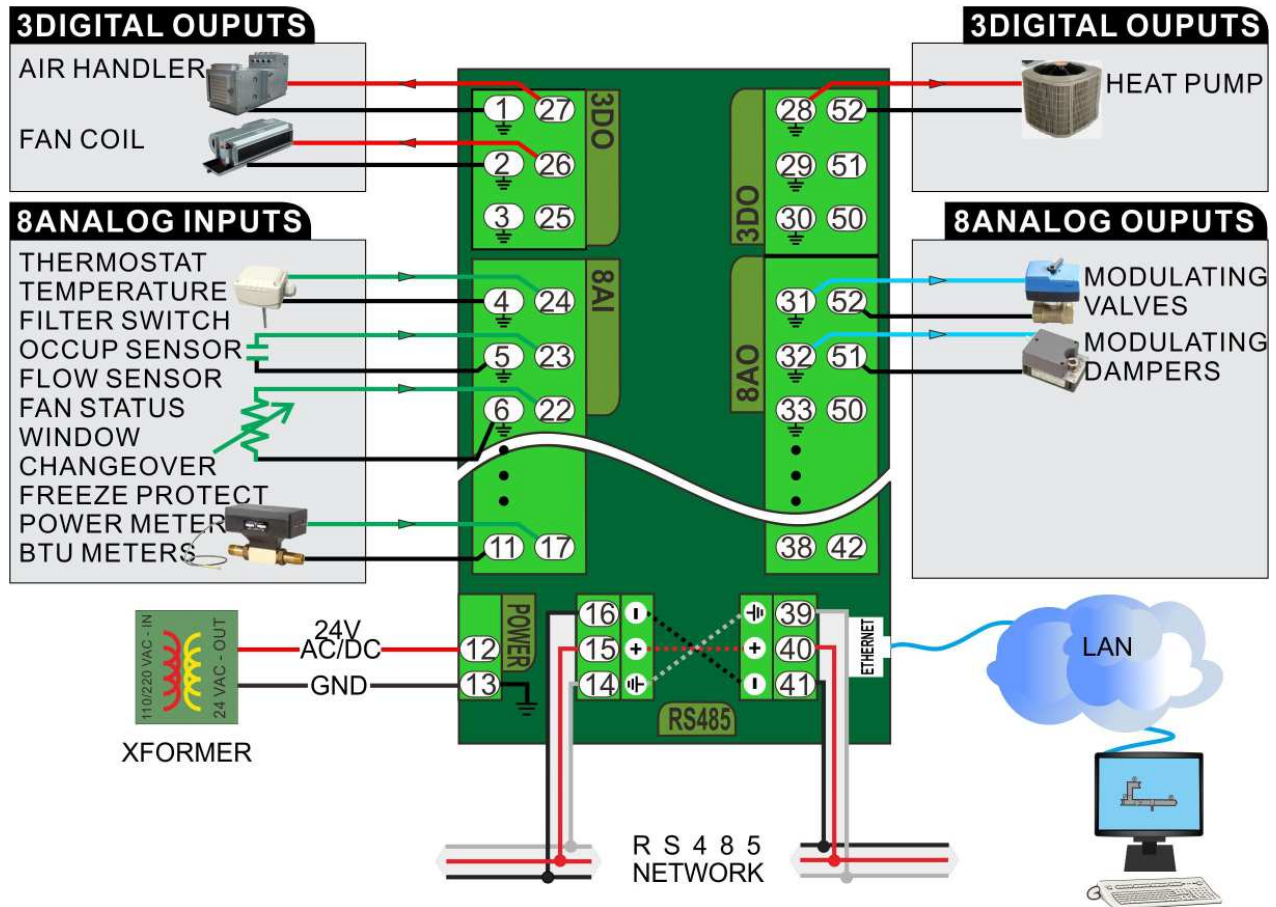 3DIGITAL OUPUTS
AIR HANDLER
FAN COIL
8ANALOG INPUTS
THERMOSTAT
TEMPERATURE
FILTER SWITCH
OCCUP SENSOR
FLOW SENSOR
FAN STATUS
WINDOW
CHANGEOVER
FREEZE PROTECT
POWER METER
BTU METERS
1 27
2 26
3 25
3DO
4 24
5 23
6 22
11 17
8AI
3DIGITAL OUPUTS
HEAT PUMP
28 52
29 51
30 50
3DO
8ANALOG OUPUTS
MODULATING
VALVES
MODULATING
DAMPERS
31 52
32 51
33 50
38 42
8AO
110/220 VAC - IN
24 VAC - OUT
XFORMER
24V
AC/DC
GND
12
13
POWER
16 -
15 +
14
39
+ 40
- 41
RS485
ETHERNET
LAN
RS485
NETWORK